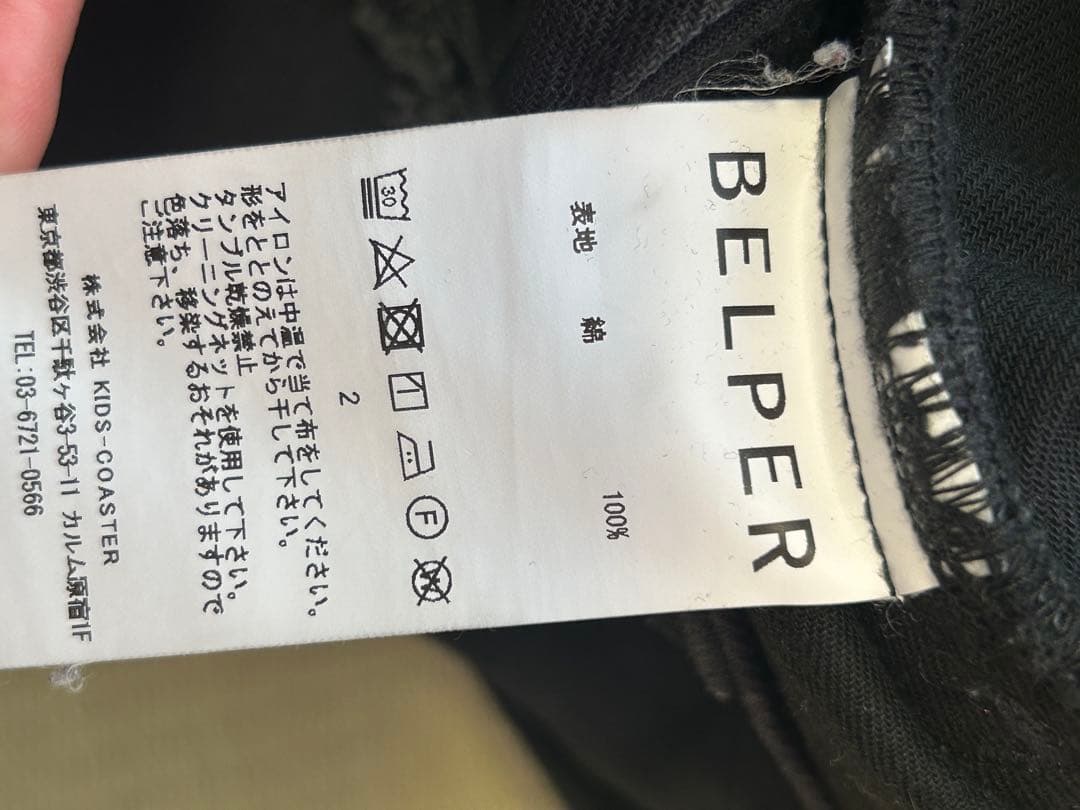 BELPER
表地 綿 100%
30
F
W
2
アイロンは中温で当て布をしてください。
形をととのえてから干して下さい。
タンブル乾燥禁止
クリーニングネットを使用して下さい。
色落ち、移染するおそれがありますので
ご注意下さい。
株式会社 KIDS-COASTER
東京都渋谷区千駄ヶ谷3-53-11 カルム原宿1F
TEL:03-6721-0566